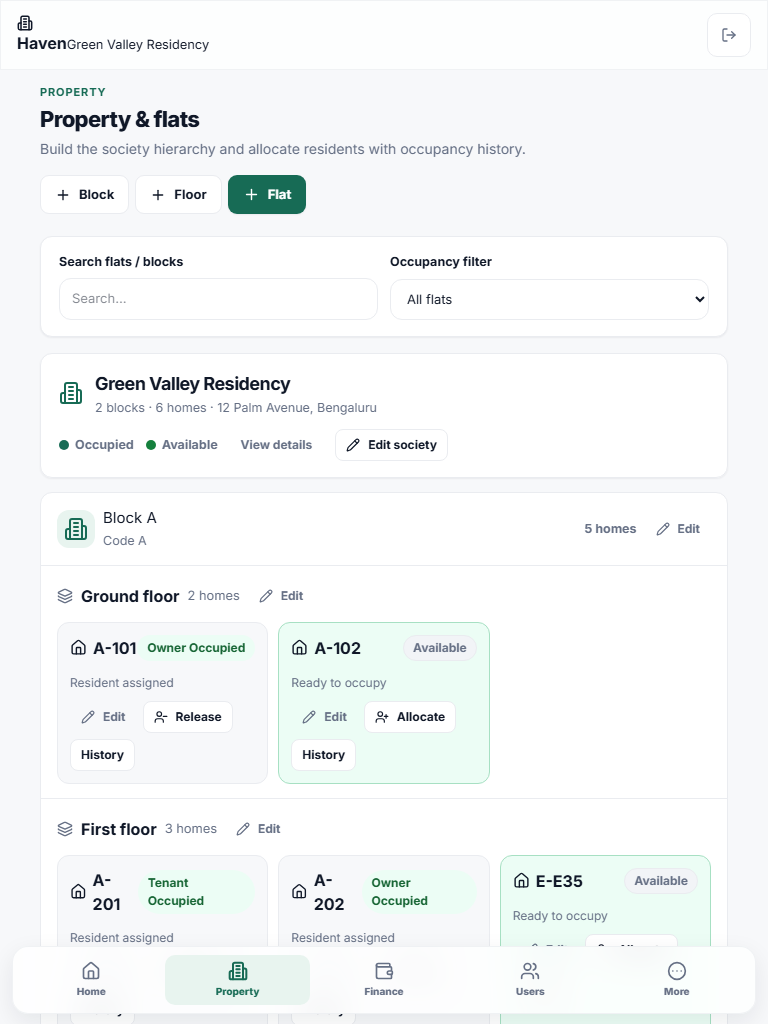 HavenGreen Valley Residency
PROPERTY
Property & flats
Build the society hierarchy and allocate residents with occupancy history.
Block Floor Flat
Search flats / blocks Occupancy filter
Search... All flats
Green Valley Residency
2 blocks · 6 homes · 12 Palm Avenue, Bengaluru
Occupied Available View details Edit society
Block A
Code A
5 homes Edit
Ground floor 2 homes Edit
A-101 Owner Occupied
Resident assigned
Edit Release
History
A-102 Available
Ready to occupy
Edit Allocate
History
First floor 3 homes Edit
A-
201
Tenant
Occupied
Resident assigned
A-
202
Owner
Occupied
Resident assigned
E-E35 Available
Ready to occupy
Home Property Finance Users More